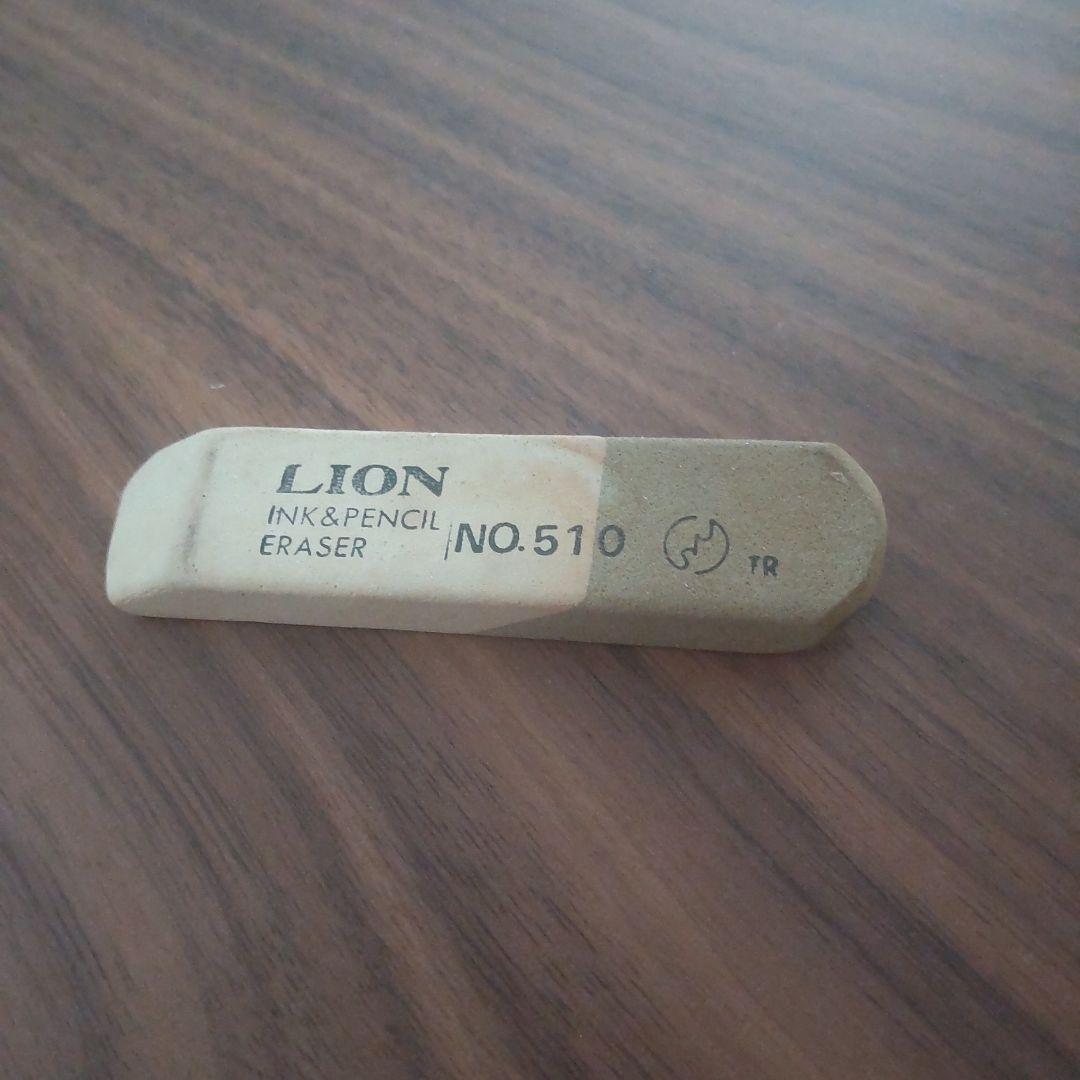 LION
INK&PENCIL
ERASER
NO.510
TR